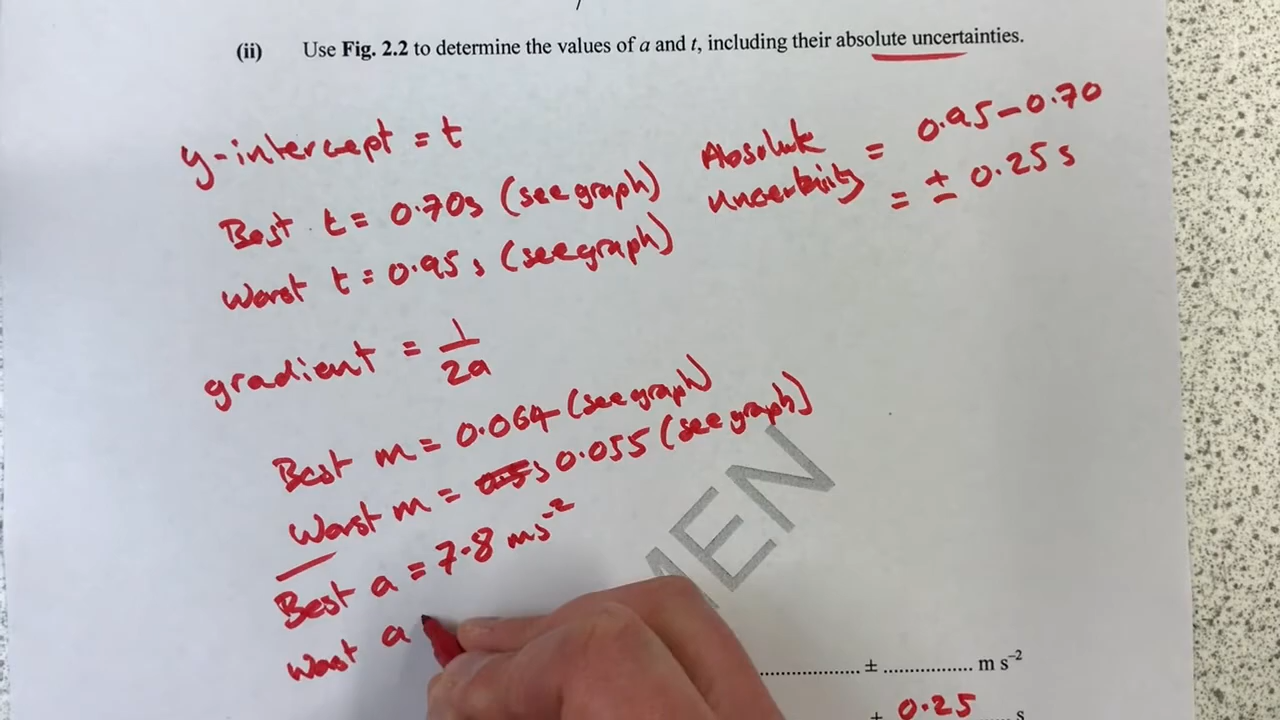 (ii) Use Fig. 2.2 to determine the values of a and t, including their absolute uncertainties.
y-intercept = t
Best t = 0.70s (see graph)
Worst t = 0.95 s (see graph)
Absolute uncertainty = 0.95-0.70
= ± 0.25 s
gradient = 1/2a
Best m = 0.064 (see graph)
Worst m = 0.055 (see graph)
Best a = 7.8 ms⁻²
Worst a
MEN
.................. ± ................ m s⁻²
± 0.25 ...... s